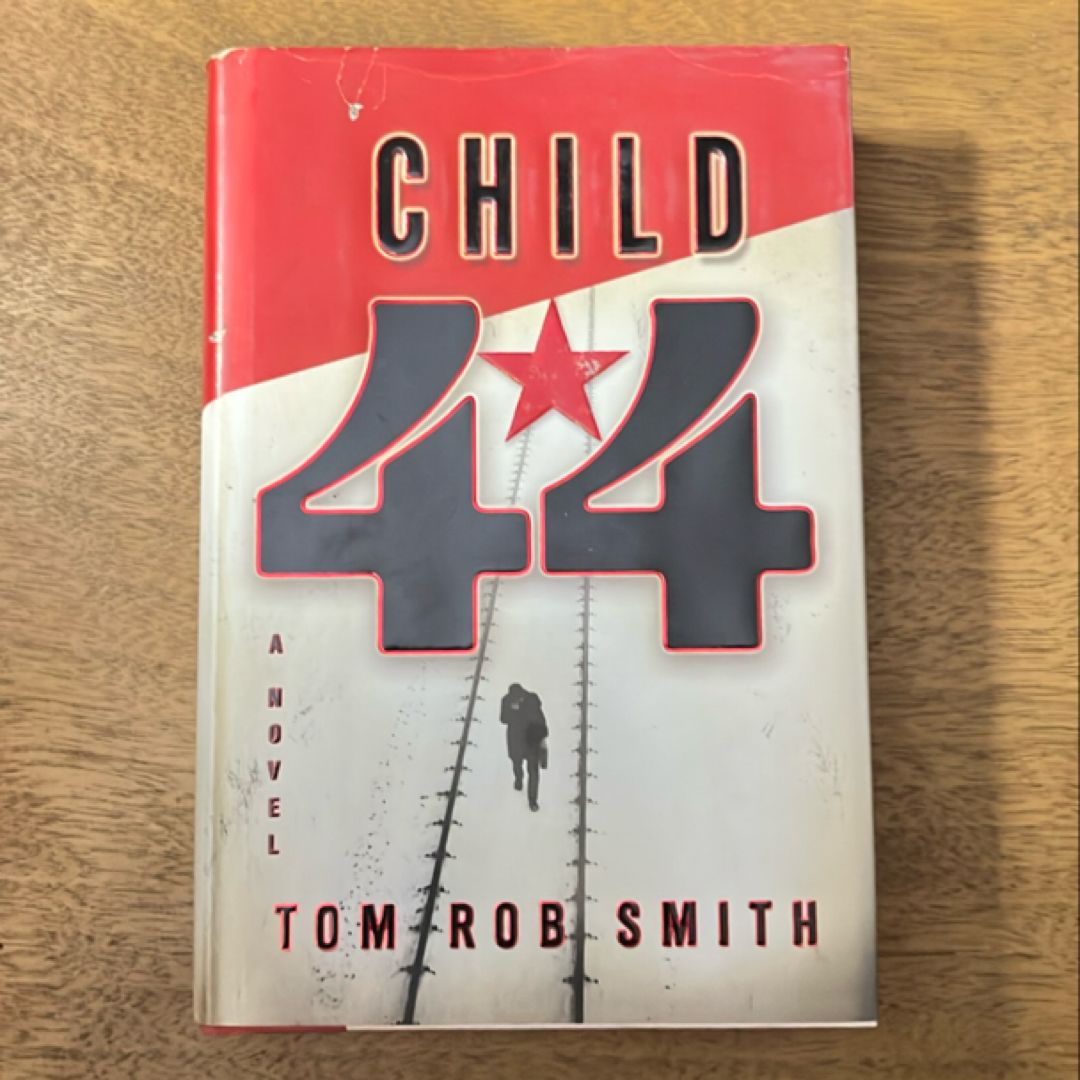 CHILD
44
A NOVEL
TOM ROB SMITH